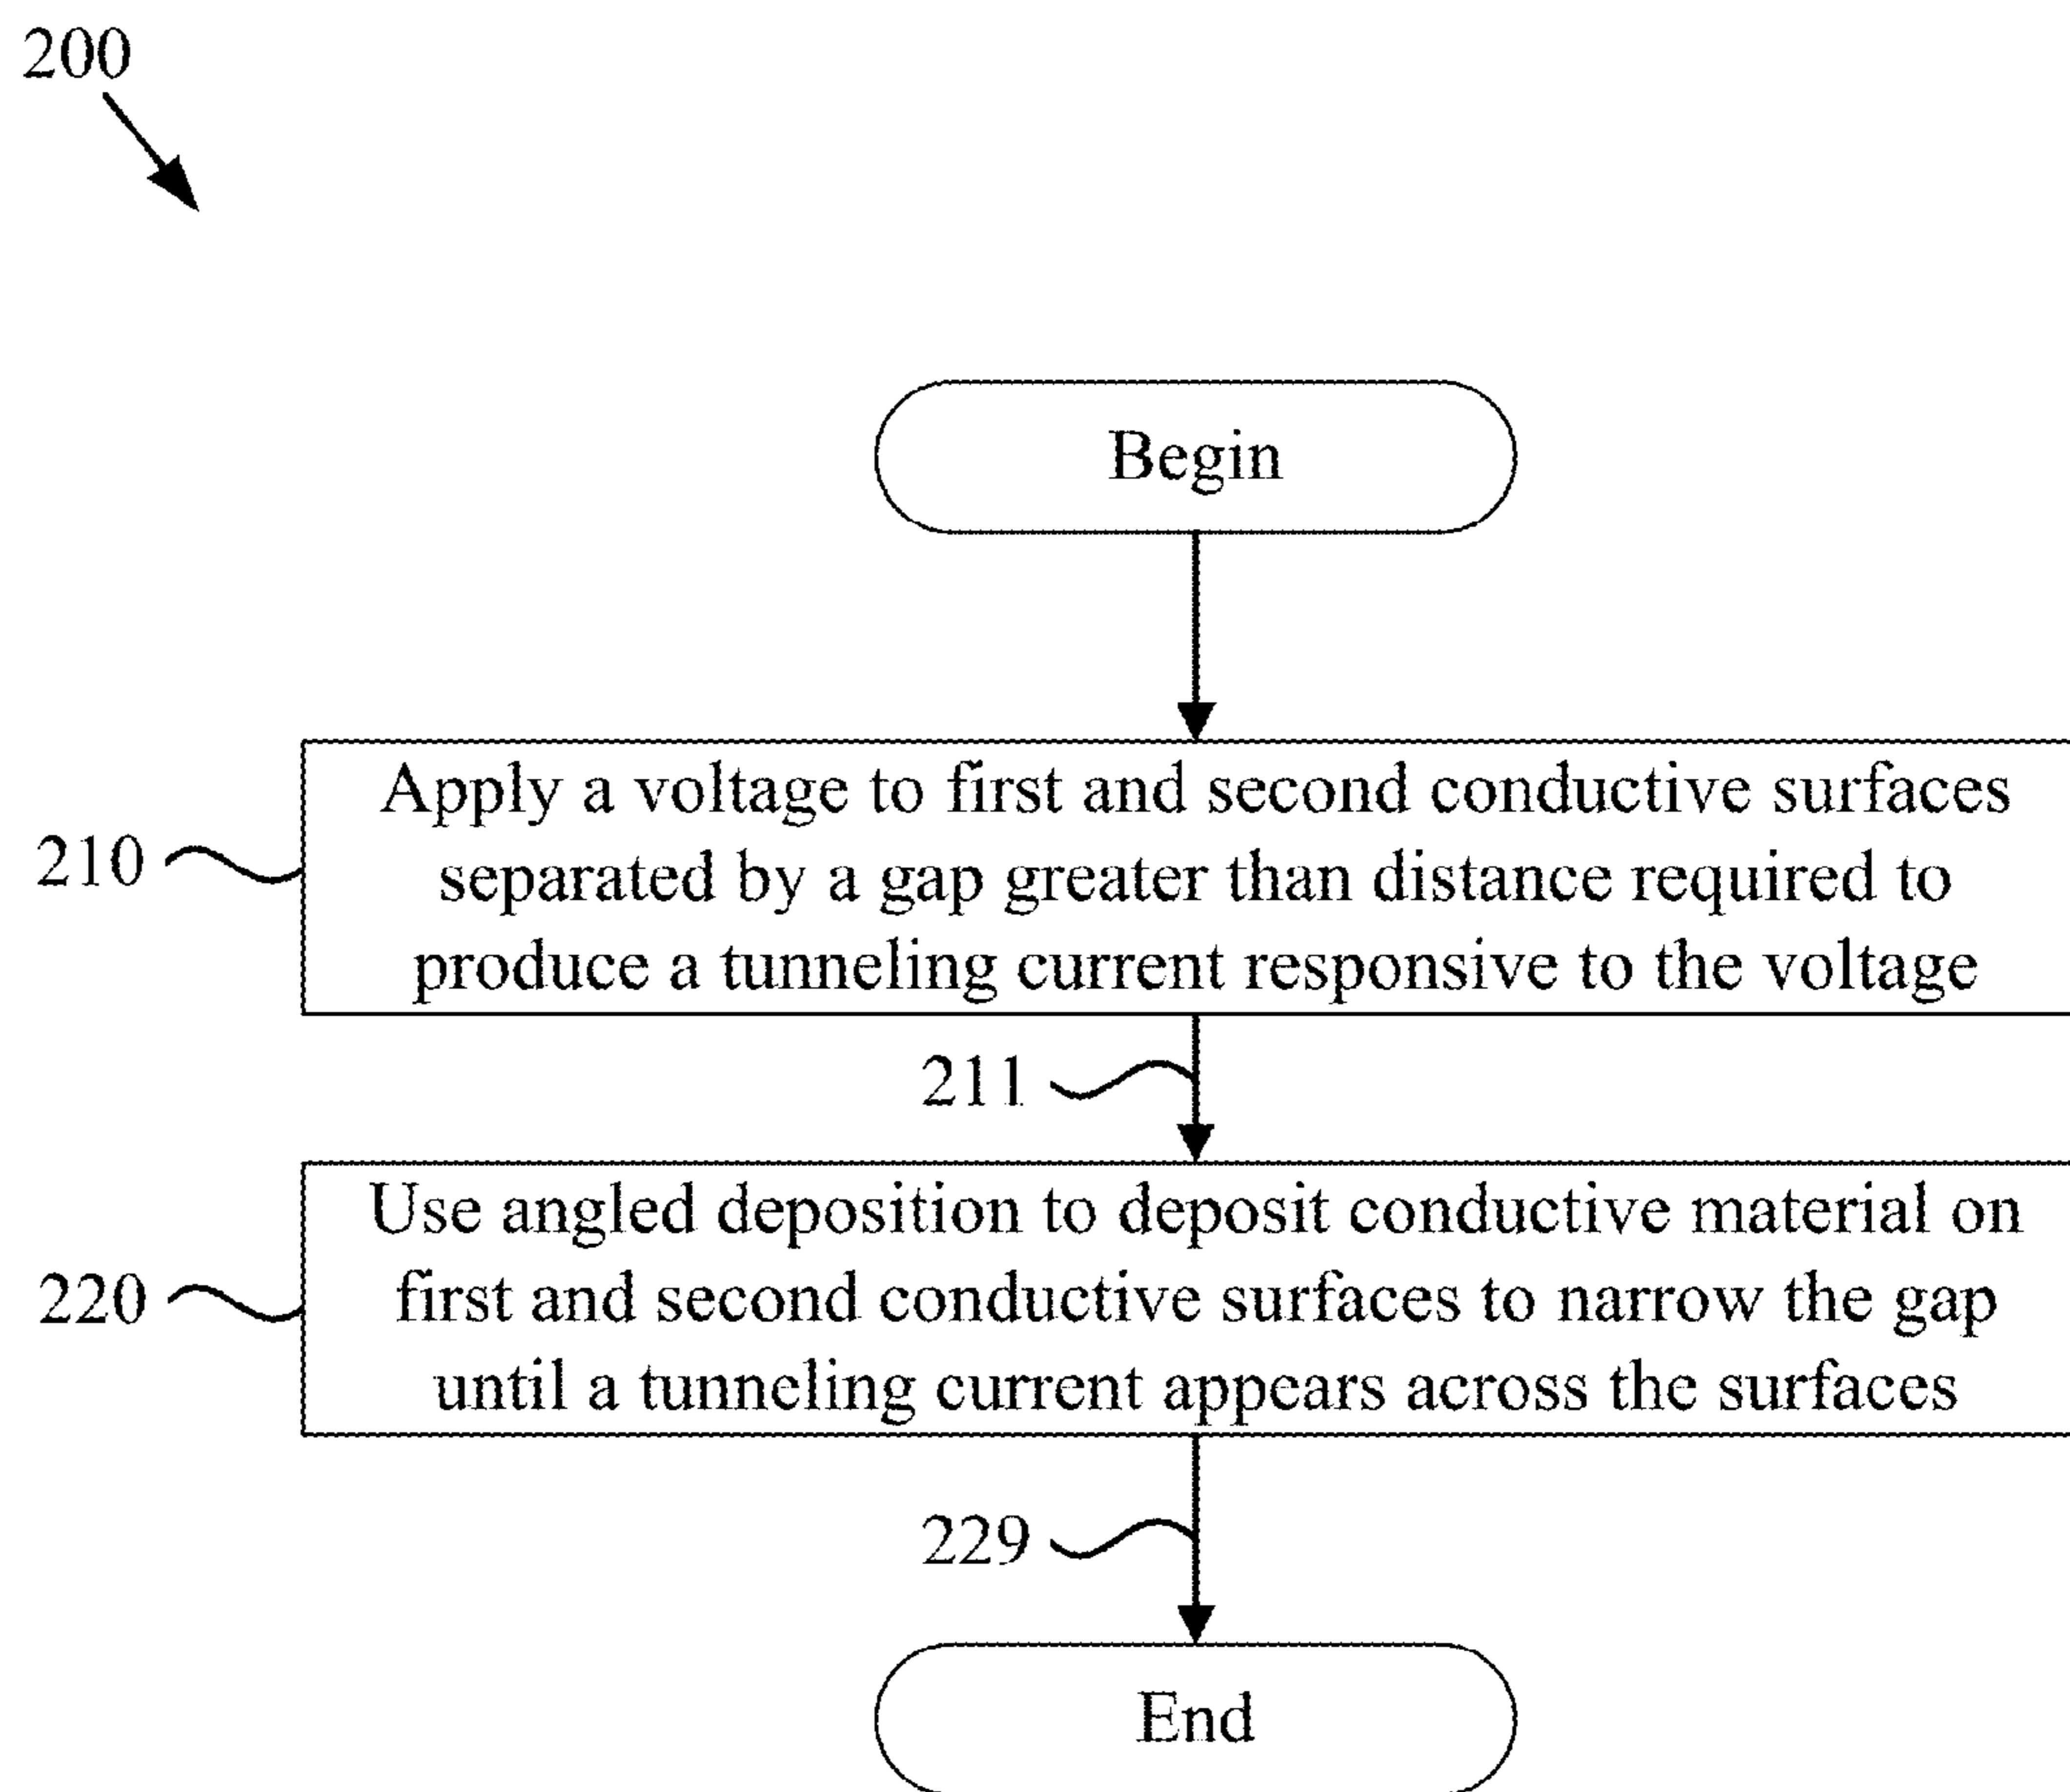 200
Begin
Apply a voltage to first and second conductive surfaces
210
separated by a gap greater than distance required to
produce a tunneling current responsive to the voltage
211
Use angled deposition to deposit conductive material on
220
first and second conductive surfaces to narrow the gap
until a tunneling current appears across the surfaces
229
End